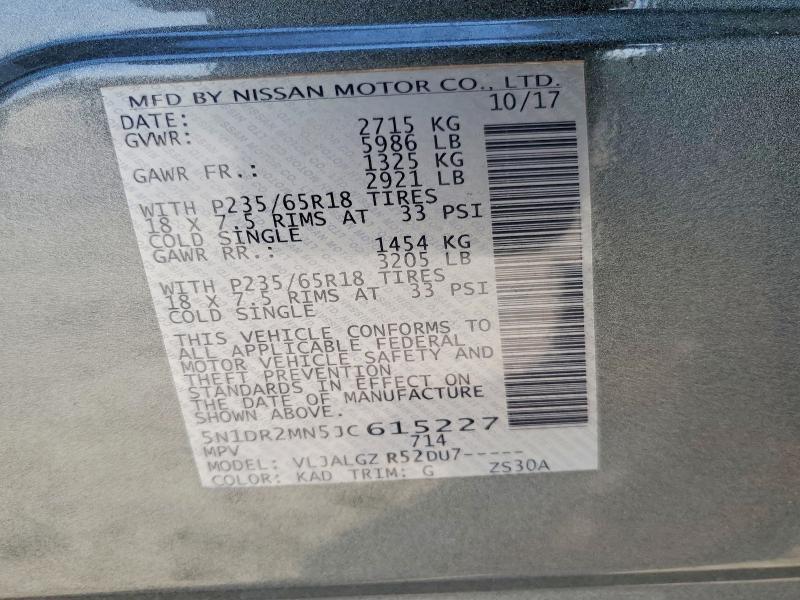 MFD BY NISSAN MOTOR CO., LTD.
DATE: 10/17
GVWR: 2715 KG
5986 LB
GAWR FR.: 1325 KG
2921 LB
WITH P235/65R18 TIRES
18 X 7.5 RIMS AT 33 PSI
COLD SINGLE
GAWR RR.: 1454 KG
3205 LB
WITH P235/65R18 TIRES
18 X 7.5 RIMS AT 33 PSI
COLD SINGLE
THIS VEHICLE CONFORMS TO
ALL APPLICABLE FEDERAL
MOTOR VEHICLE SAFETY AND
THEFT PREVENTION
STANDARDS IN EFFECT ON
THE DATE OF MANUFACTURE
SHOWN ABOVE.
5N1DR2MN5JC615227
MPV 714
MODEL: VLJALGZ R52DU7-----
COLOR: KAD TRIM: G ZS30A